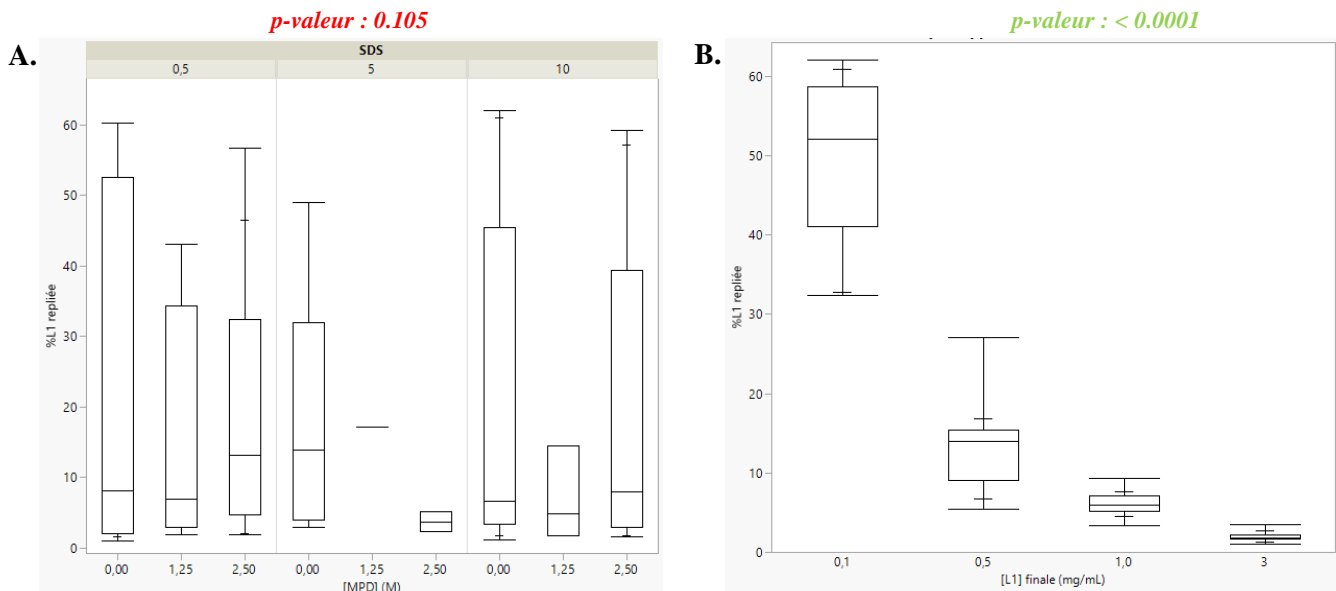 p-valeur : 0.105
p-valeur : < 0.0001
A.
SDS
0,5 5 10
60
50
40
30
20
10
0
%L1 repliée
0,00 1,25 2,50 0,00 1,25 2,50 0,00 1,25 2,50
[MPD] (M)
B.
60
50
40
30
20
10
0
%L1 repliée
0,1 0,5 1,0 3
[L1] finale (mg/mL)